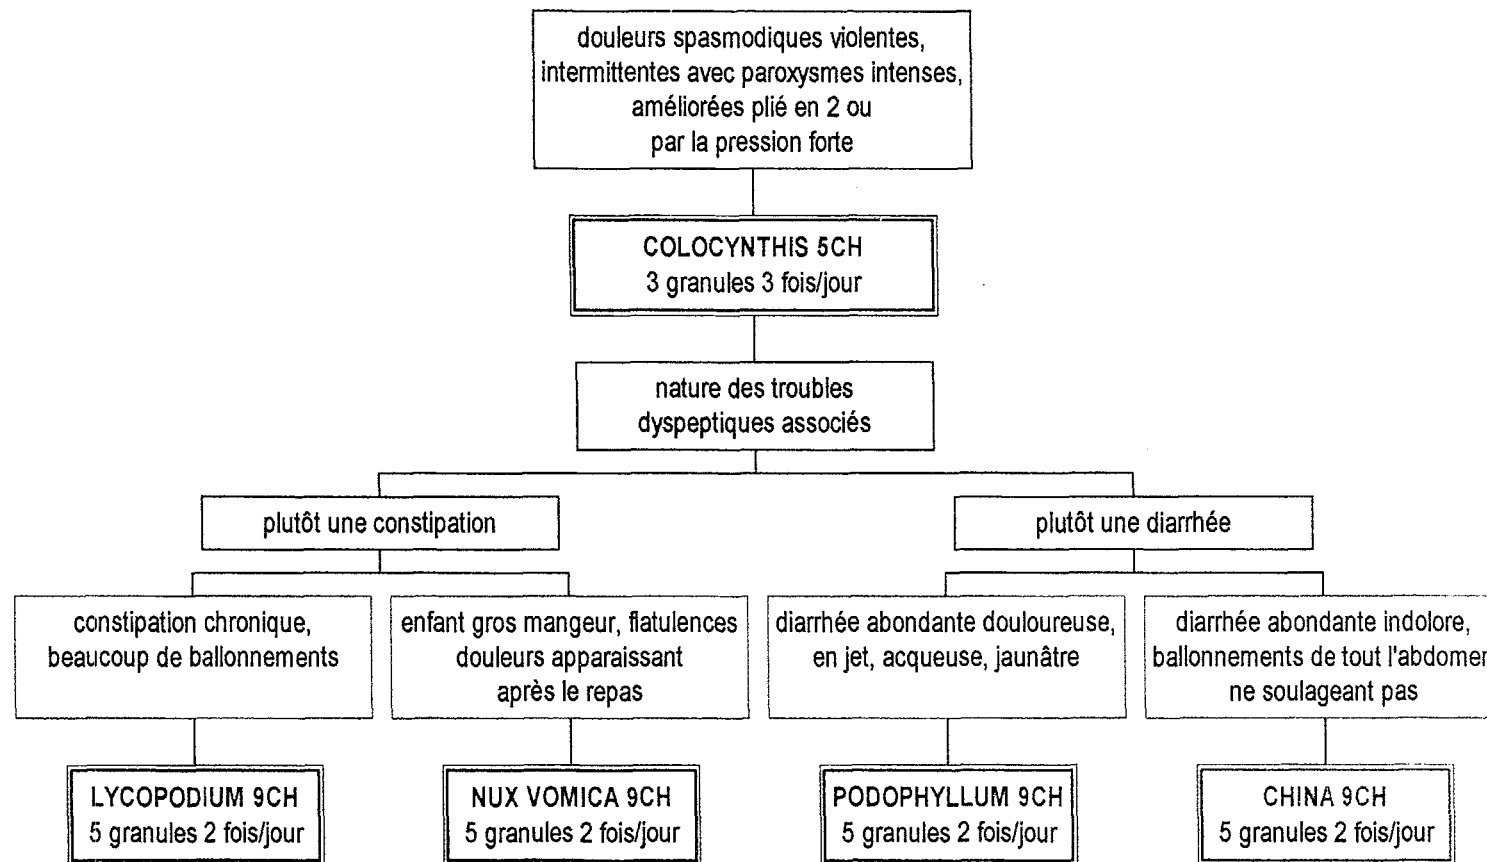 douleurs spasmodiques violentes,
intermittentes avec paroxysmes intenses,
améliorées plié en 2 ou
par la pression forte
COLOCYNTHIS 5CH
3 granules 3 fois/jour
nature des troubles
dyspeptiques associés
plutôt une constipation
plutôt une diarrhée
constipation chronique,
beaucoup de ballonnements
enfant gros mangeur, flatulences
douleurs apparaissant
après le repas
diarrhée abondante douloureuse,
en jet, acqueuse, jaunâtre
diarrhée abondante indolore,
ballonnements de tout l'abdomen
ne soulageant pas
LYCOPODIUM 9CH
5 granules 2 fois/jour
NUX VOMICA 9CH
5 granules 2 fois/jour
PODOPHYLLUM 9CH
5 granules 2 fois/jour
CHINA 9CH
5 granules 2 fois/jour